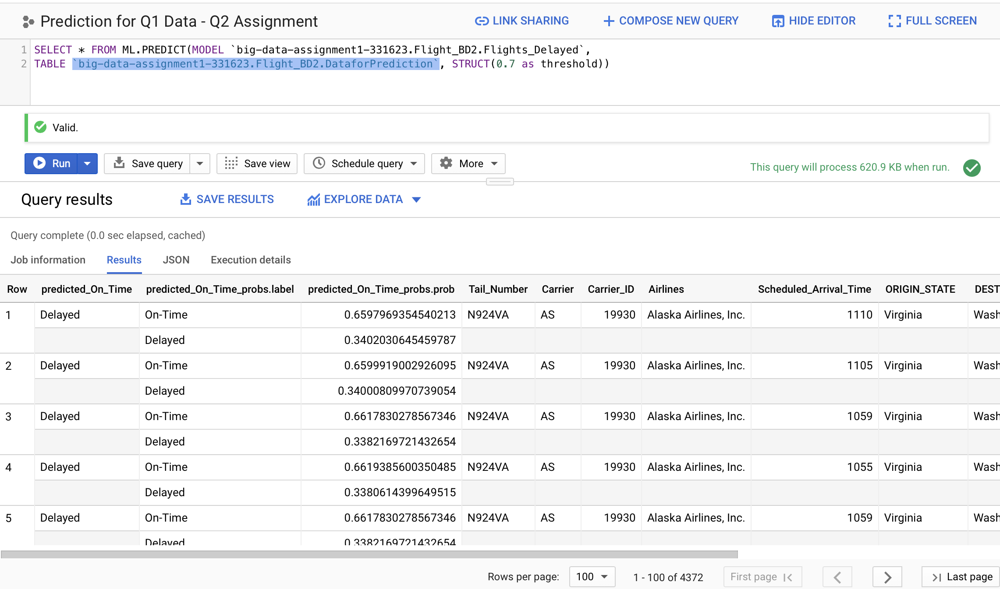 Prediction for Q1 Data - Q2 Assignment LINK SHARING COMPOSE NEW QUERY HIDE EDITOR FULL SCREEN
1 SELECT * FROM ML.PREDICT(MODEL `big-data-assignment1-331623.Flight_BD2.Flights_Delayed`,
2 TABLE `big-data-assignment1-331623.Flight_BD2.DataforPrediction`, STRUCT(0.7 as threshold))
Valid.
Run Save query Save view Schedule query More This query will process 620.9 KB when run.
Query results SAVE RESULTS EXPLORE DATA
Query complete (0.0 sec elapsed, cached)
Job information Results JSON Execution details
Row predicted_On_Time predicted_On_Time_probs.label predicted_On_Time_probs.prob Tail_Number Carrier Carrier_ID Airlines Scheduled_Arrival_Time ORIGIN_STATE DEST
1 Delayed On-Time 0.6597969354540213 N924VA AS 19930 Alaska Airlines, Inc. 1110 Virginia Wash
Delayed 0.3402030645459787
2 Delayed On-Time 0.6599919002926095 N924VA AS 19930 Alaska Airlines, Inc. 1105 Virginia Wash
Delayed 0.34000809970739054
3 Delayed On-Time 0.6617830278567346 N924VA AS 19930 Alaska Airlines, Inc. 1059 Virginia Wash
Delayed 0.3382169721432654
4 Delayed On-Time 0.6619385600350485 N924VA AS 19930 Alaska Airlines, Inc. 1055 Virginia Wash
Delayed 0.3380614399649515
5 Delayed On-Time 0.6617830278567346 N924VA AS 19930 Alaska Airlines, Inc. 1059 Virginia Wash
Delayed 0.3382169721432654
Rows per page: 100 1 - 100 of 4372 First page Last page